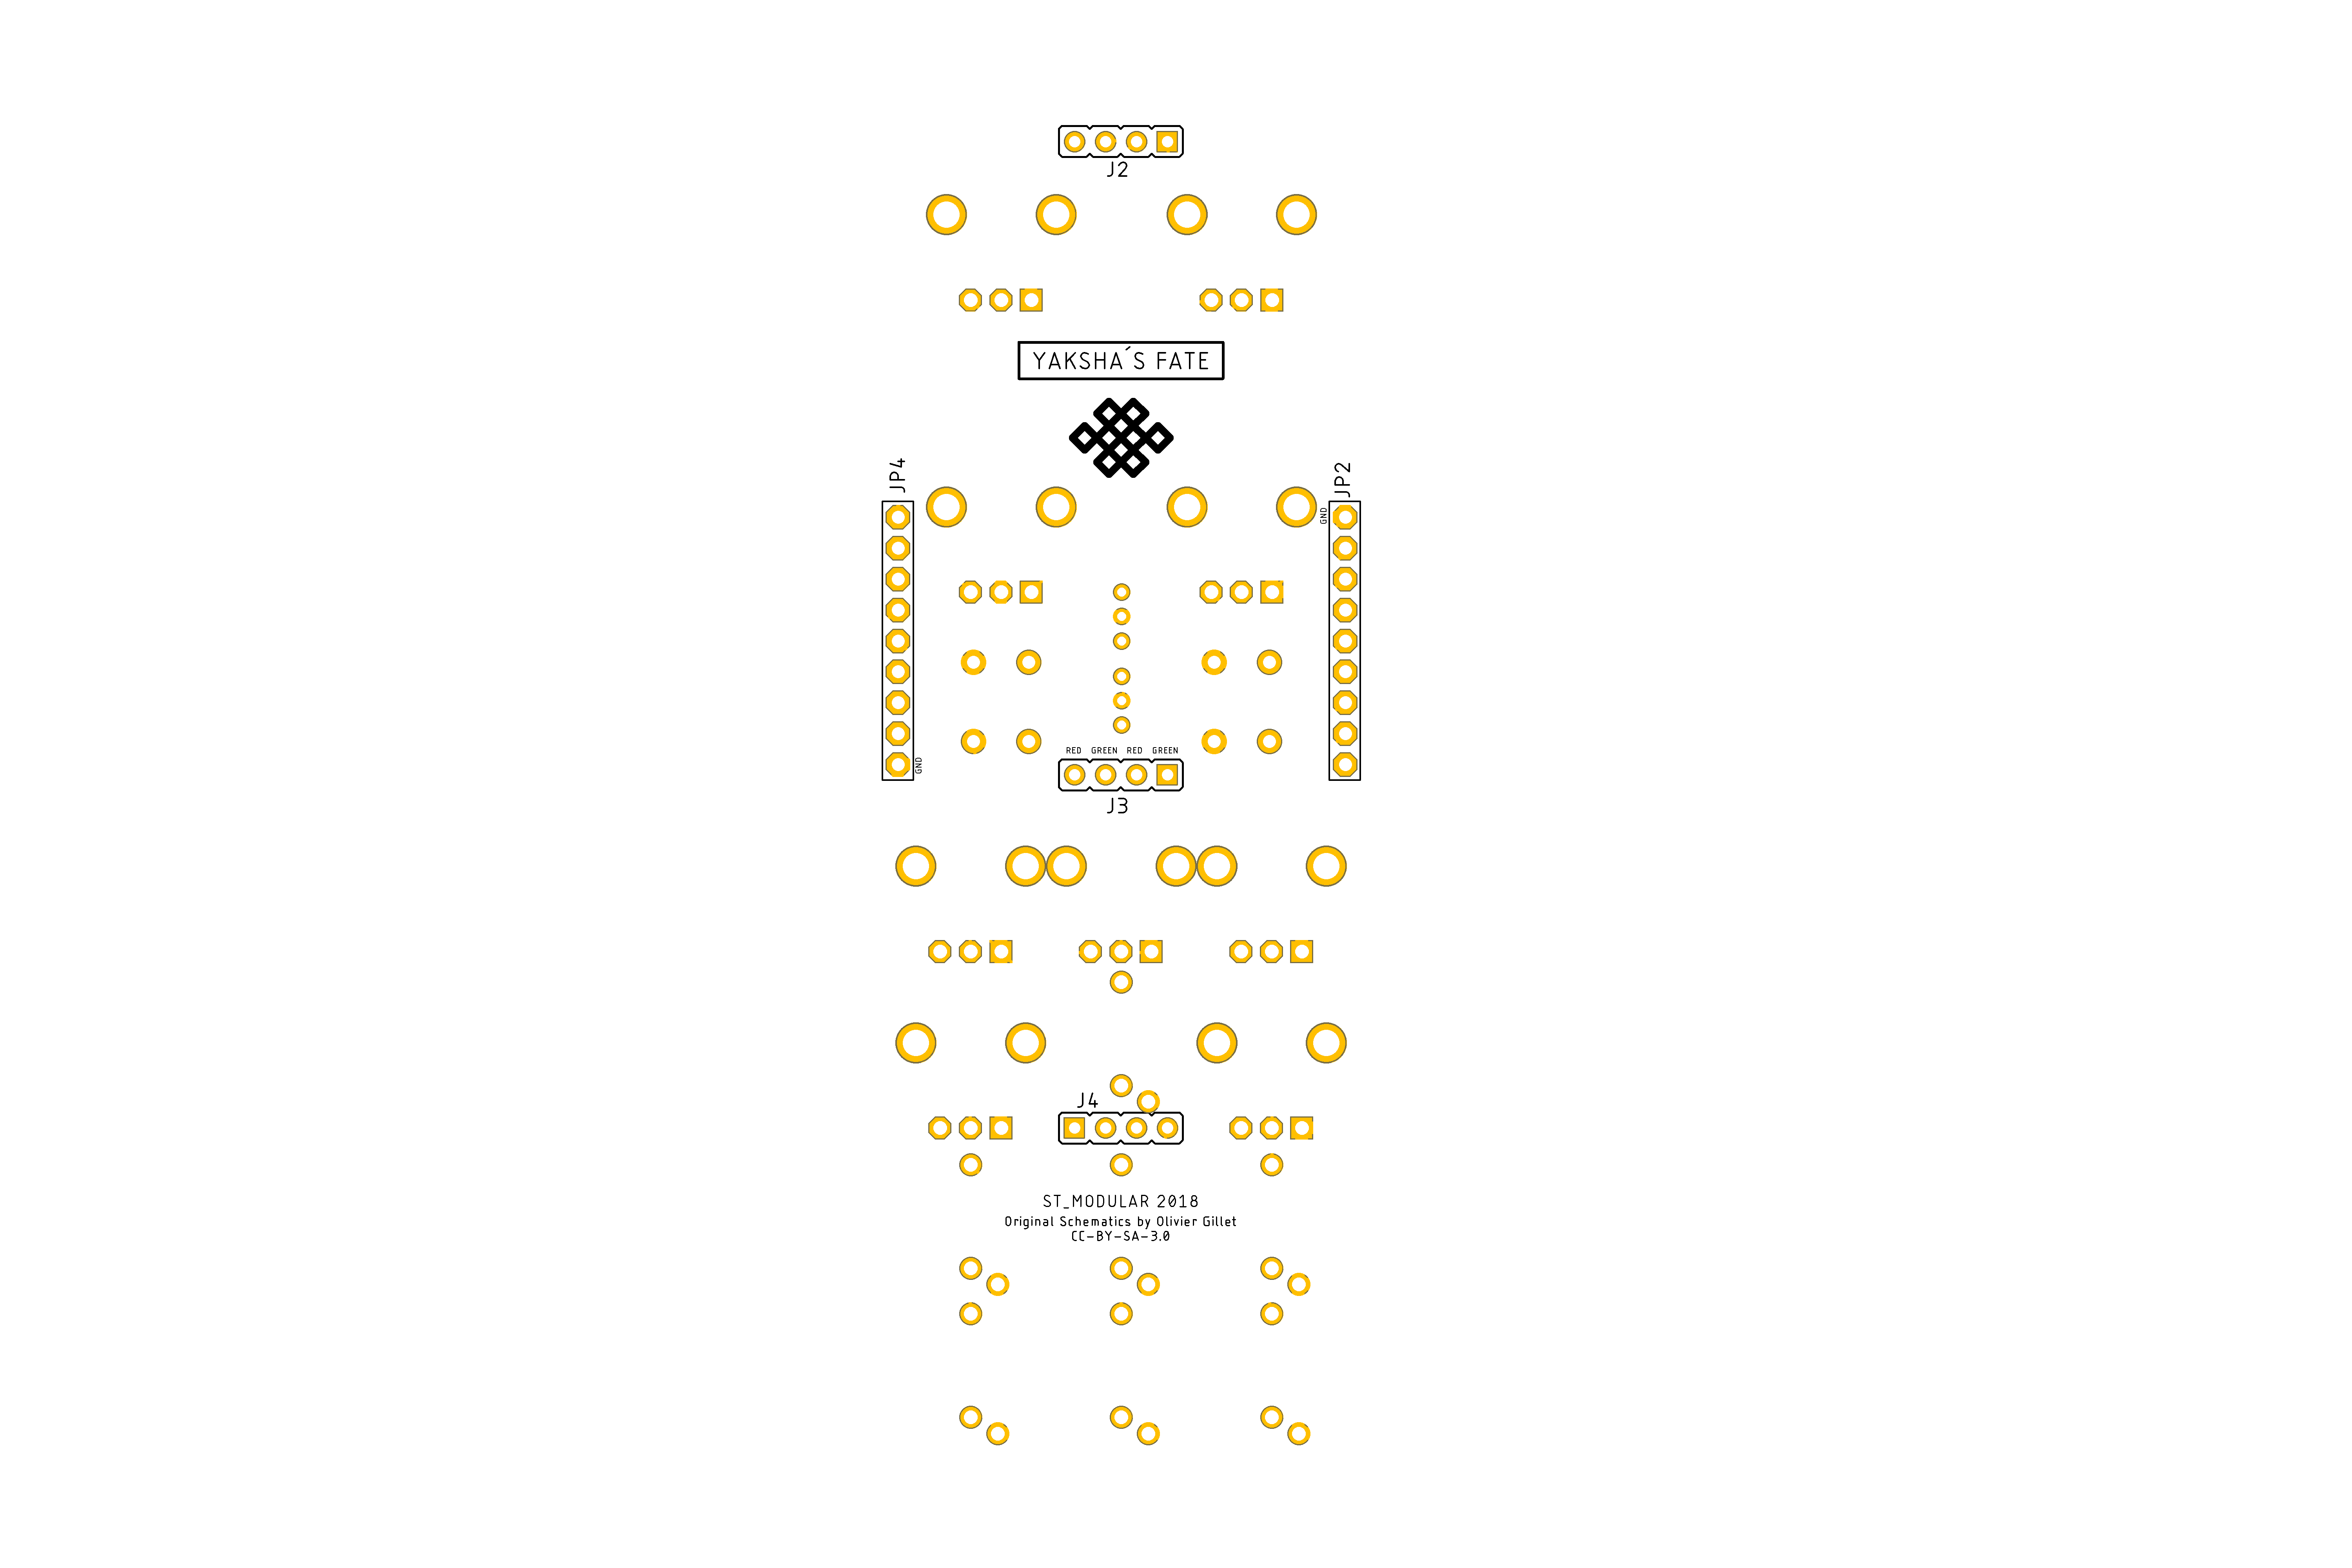 J2
YAKSHA´S FATE
JP4
JP2
GND
RED GREEN RED GREEN
GND
J3
J4
ST_MODULAR 2018
Original Schematics by Olivier Gillet
CC-BY-SA-3.0